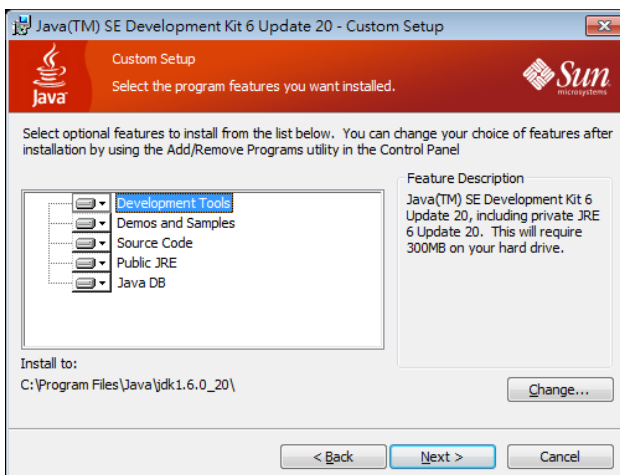 Java(TM) SE Development Kit 6 Update 20 - Custom Setup
Java
Custom Setup
Select the program features you want installed.
Sun
microsystems
Select optional features to install from the list below.  You can change your choice of features after
installation by using the Add/Remove Programs utility in the Control Panel
Development Tools
Demos and Samples
Source Code
Public JRE
Java DB
Feature Description
Java(TM) SE Development Kit 6
Update 20, including private JRE
6 Update 20.  This will require
300MB on your hard drive.
Install to:
C:\Program Files\Java\jdk1.6.0_20\
Change...
< Back
Next >
Cancel